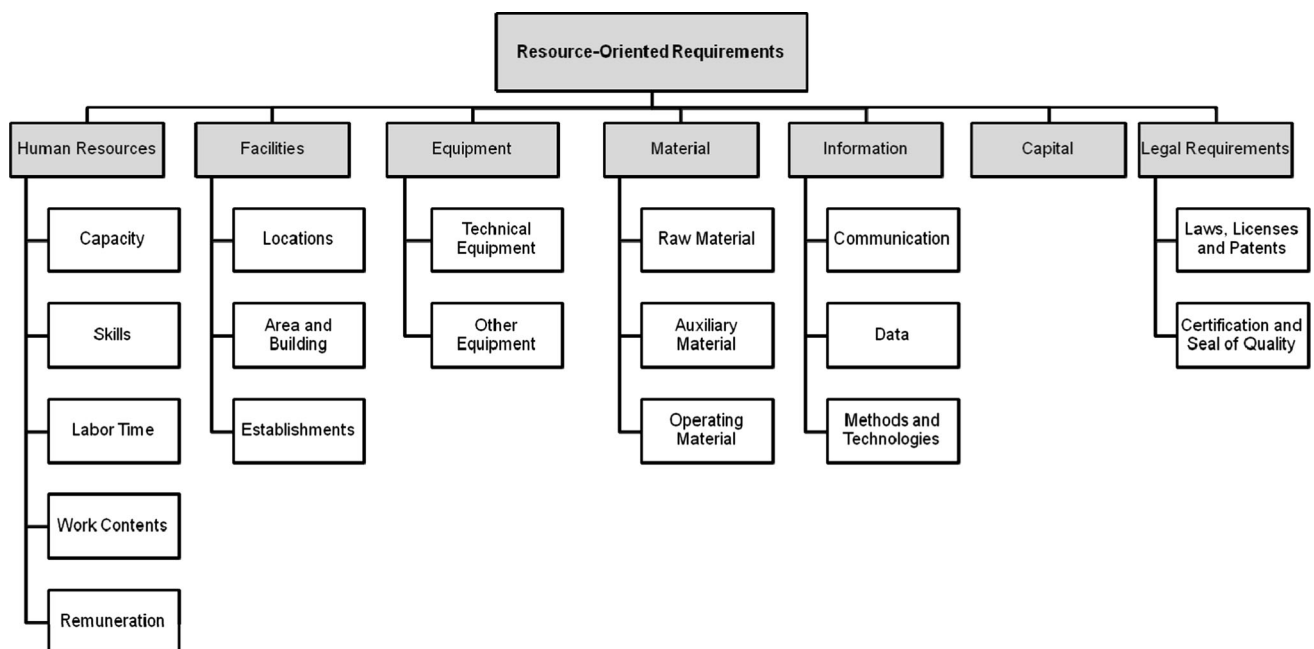 Resource-Oriented Requirements
Human Resources
Facilities
Equipment
Material
Information
Capital
Legal Requirements
Capacity
Skills
Labor Time
Work Contents
Remuneration
Locations
Area and
Building
Establishments
Technical
Equipment
Other
Equipment
Raw Material
Auxiliary
Material
Operating
Material
Communication
Data
Methods and
Technologies
Laws, Licenses
and Patents
Certification and
Seal of Quality